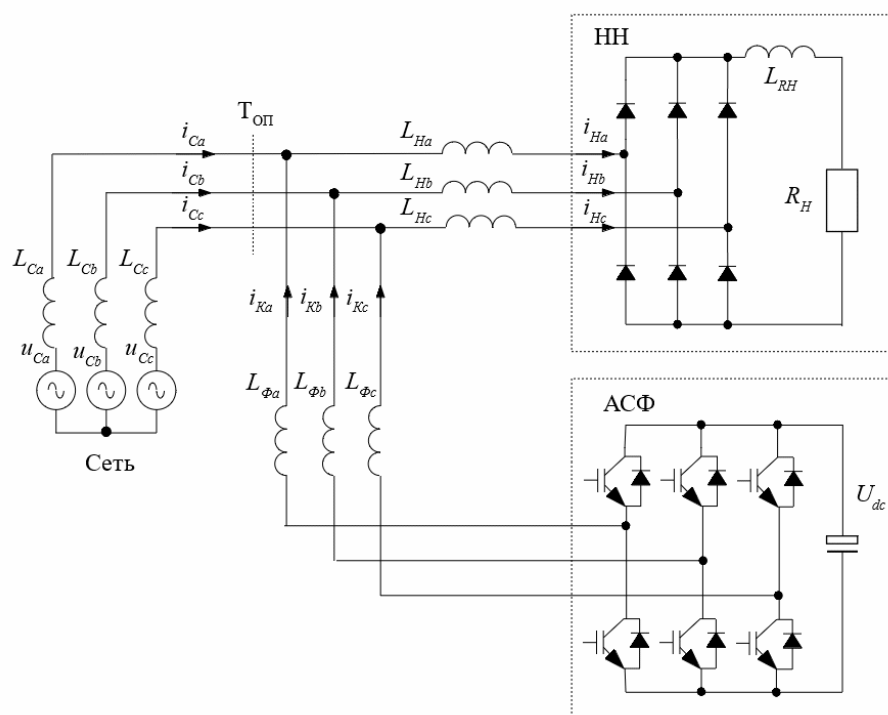 НН
L_RH
T_ОП
i_Ca
L_Ha
i_Ha
i_Cb
L_Hb
i_Hb
i_Cc
L_Hc
i_Hc
R_H
L_Ca
L_Cb
L_Cc
i_Ka
i_Kb
i_Kc
u_Ca
u_Cb
u_Cc
L_Фa
L_Фb
L_Фc
АСФ
Сеть
U_dc